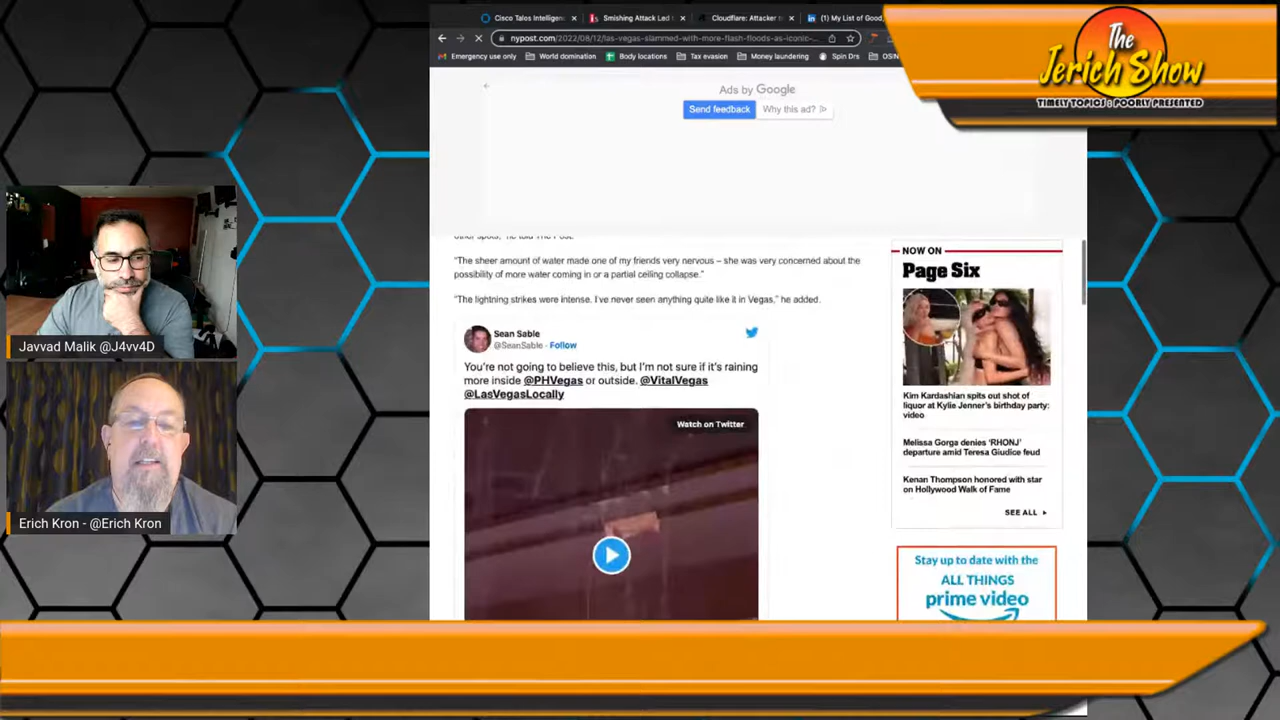 Cisco Talos Intelligen
Smishing Attack Led
Cloudflare: Attacker
(1) My List of Good,
nypost.com/2022/08/12/las-vegas-slammed-with-more-flash-floods-as-iconic-...
Emergency use only
World domination
Body locations
Tax evasion
Money laundering
Spin Drs
OSIN
The
Jerich Show
TIMELY TOPICS : POORLY PRESENTED
Ads by Google
Send feedback
Why this ad?
other spots," he told The Post.
"The sheer amount of water made one of my friends very nervous – she was very concerned about the
possibility of more water coming in or a partial ceiling collapse."
"The lightning strikes were intense. I've never seen anything quite like it in Vegas," he added.
Sean Sable
@SeanSable · Follow
You're not going to believe this, but I'm not sure if it's raining
more inside @PHVegas or outside. @VitalVegas
@LasVegasLocally
Watch on Twitter
NOW ON
Page Six
Kim Kardashian spits out shot of
liquor at Kylie Jenner's birthday party:
video
Melissa Gorga denies 'RHONJ'
departure amid Teresa Giudice feud
Kenan Thompson honored with star
on Hollywood Walk of Fame
SEE ALL
Stay up to date with the
ALL THINGS
prime video
Javvad Malik @J4vv4D
Erich Kron - @Erich Kron